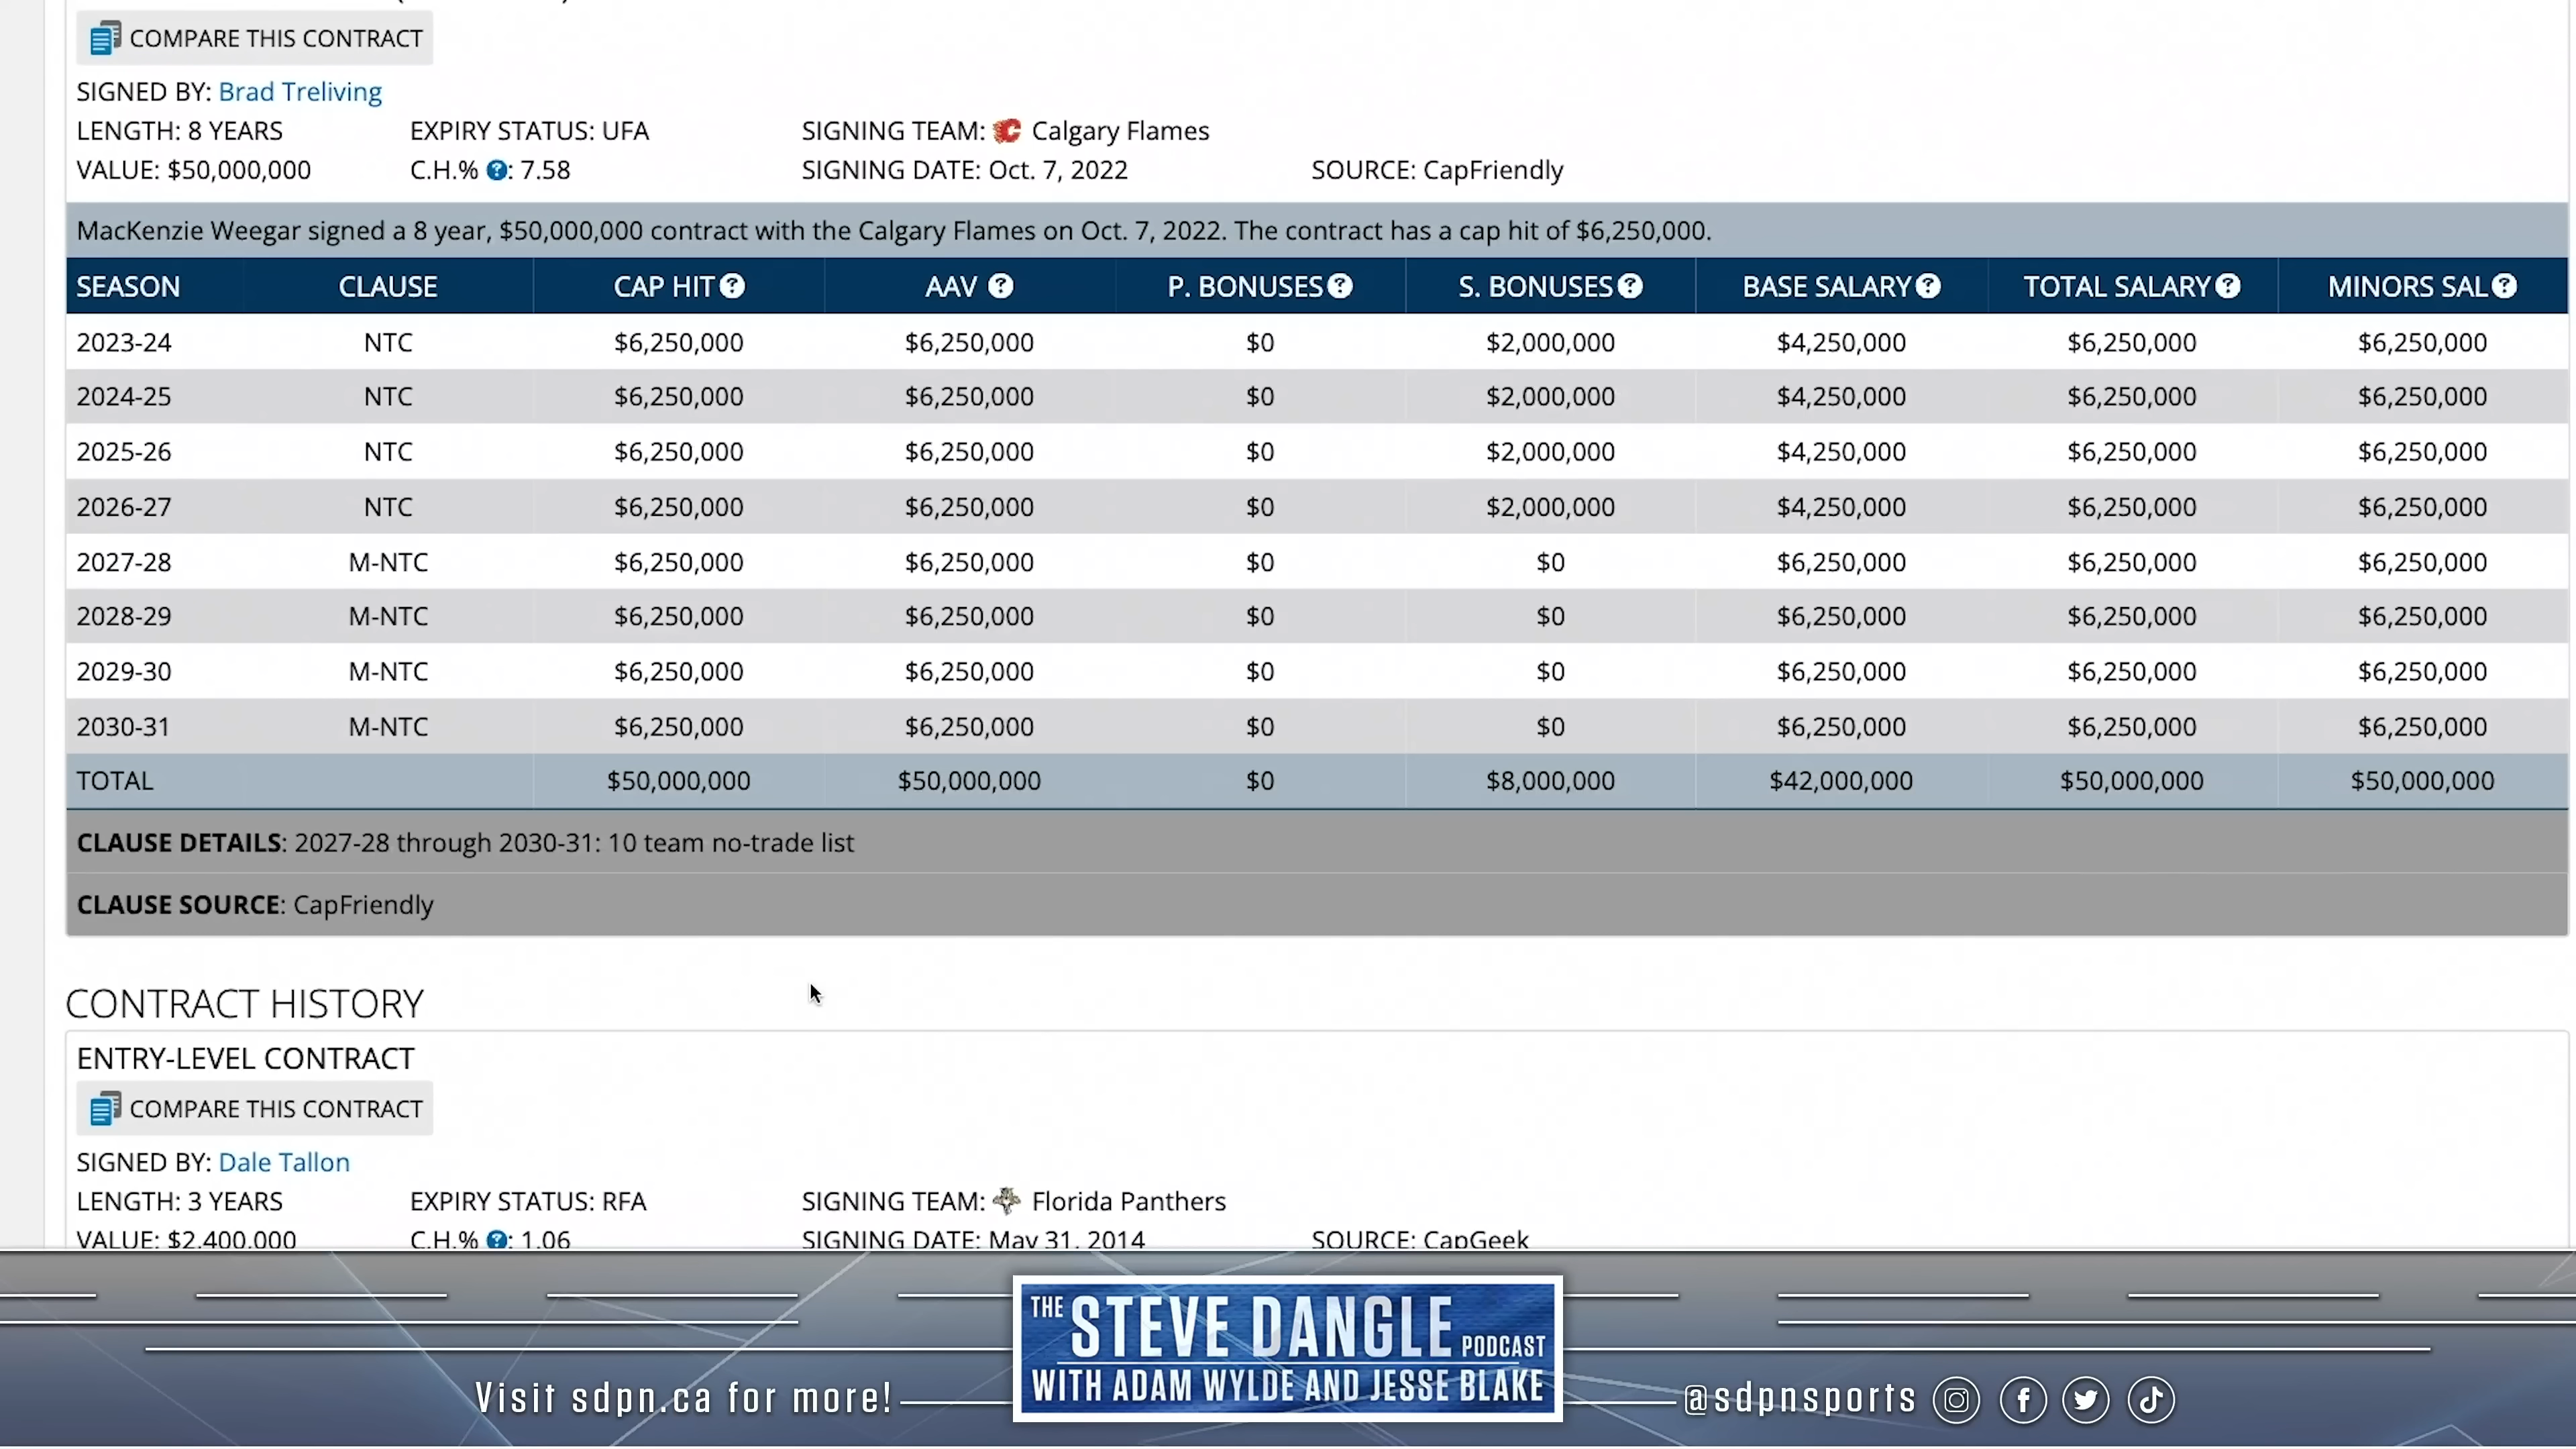 COMPARE THIS CONTRACT
SIGNED BY: Brad Treliving
LENGTH: 8 YEARS EXPIRY STATUS: UFA SIGNING TEAM: Calgary Flames
VALUE: $50,000,000 C.H.% ?: 7.58 SIGNING DATE: Oct. 7, 2022 SOURCE: CapFriendly
MacKenzie Weegar signed a 8 year, $50,000,000 contract with the Calgary Flames on Oct. 7, 2022. The contract has a cap hit of $6,250,000.
SEASON CLAUSE CAP HIT ? AAV ? P. BONUSES ? S. BONUSES ? BASE SALARY ? TOTAL SALARY ? MINORS SAL ?
2023-24 NTC $6,250,000 $6,250,000 $0 $2,000,000 $4,250,000 $6,250,000 $6,250,000
2024-25 NTC $6,250,000 $6,250,000 $0 $2,000,000 $4,250,000 $6,250,000 $6,250,000
2025-26 NTC $6,250,000 $6,250,000 $0 $2,000,000 $4,250,000 $6,250,000 $6,250,000
2026-27 NTC $6,250,000 $6,250,000 $0 $2,000,000 $4,250,000 $6,250,000 $6,250,000
2027-28 M-NTC $6,250,000 $6,250,000 $0 $0 $6,250,000 $6,250,000 $6,250,000
2028-29 M-NTC $6,250,000 $6,250,000 $0 $0 $6,250,000 $6,250,000 $6,250,000
2029-30 M-NTC $6,250,000 $6,250,000 $0 $0 $6,250,000 $6,250,000 $6,250,000
2030-31 M-NTC $6,250,000 $6,250,000 $0 $0 $6,250,000 $6,250,000 $6,250,000
TOTAL $50,000,000 $50,000,000 $0 $8,000,000 $42,000,000 $50,000,000 $50,000,000
CLAUSE DETAILS: 2027-28 through 2030-31: 10 team no-trade list
CLAUSE SOURCE: CapFriendly
CONTRACT HISTORY
ENTRY-LEVEL CONTRACT
COMPARE THIS CONTRACT
SIGNED BY: Dale Tallon
LENGTH: 3 YEARS EXPIRY STATUS: RFA SIGNING TEAM: Florida Panthers
VALUE: $2,400,000 C.H.% ?: 1.06 SIGNING DATE: May 31, 2014 SOURCE: CapGeek
THE STEVE DANGLE PODCAST
WITH ADAM WYLDE AND JESSE BLAKE
Visit sdpn.ca for more! @sdpnsports